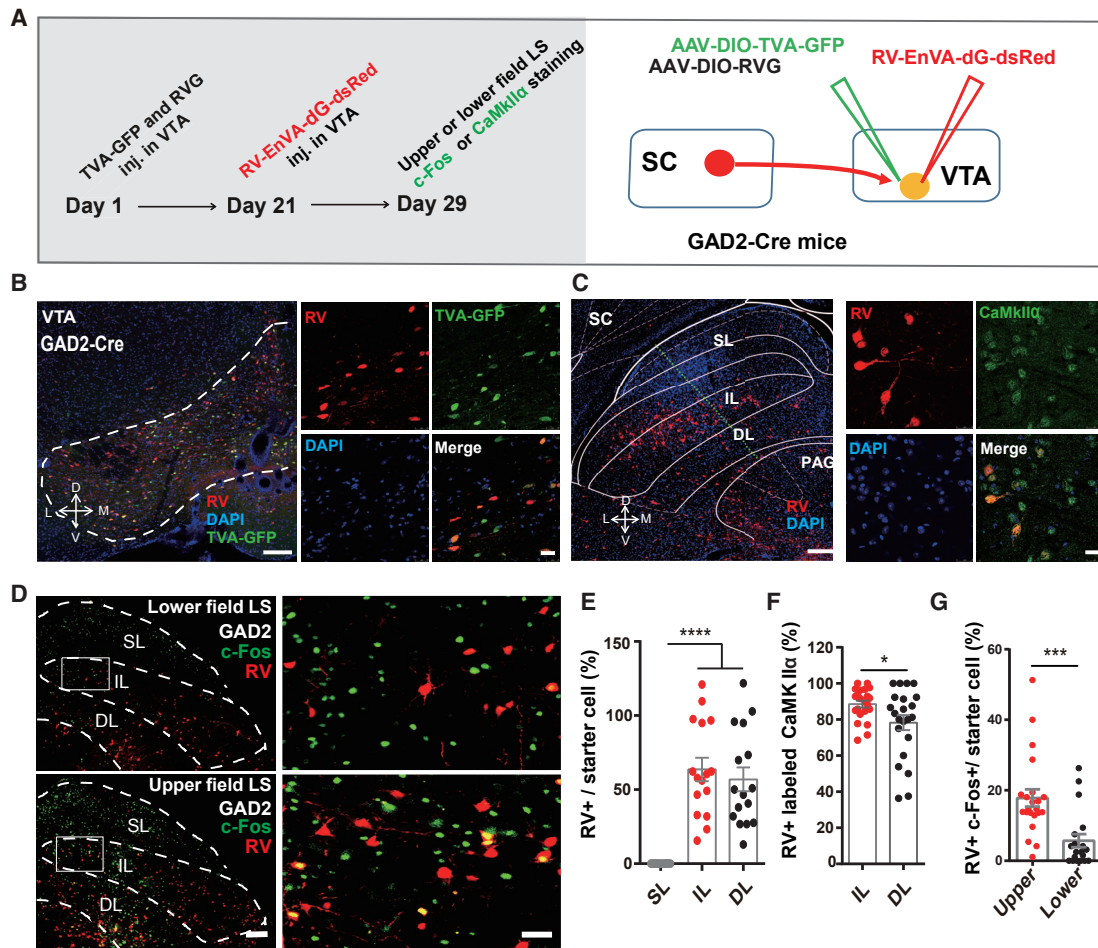 A
TVA-GFP and RVG
inj. in VTA
RV-EnVA-dG-dsRed
inj. in VTA
Upper or lower field LS
c-Fos or CaMkIIα staining
Day 1
Day 21
Day 29
AAV-DIO-TVA-GFP
AAV-DIO-RVG
RV-EnVA-dG-dsRed
SC
VTA
GAD2-Cre mice
B
VTA
GAD2-Cre
D
L
M
V
RV
DAPI
TVA-GFP
RV
TVA-GFP
DAPI
Merge
C
SC
SL
IL
DL
PAG
D
L
M
V
RV
DAPI
RV
CaMkIIα
DAPI
Merge
D
Lower field LS
GAD2
c-Fos
RV
SL
IL
DL
Upper field LS
GAD2
c-Fos
RV
SL
IL
DL
E
RV+ / starter cell (%)
150
100
50
0
****
SL
IL
DL
F
RV+ labeled CaMK IIα (%)
120
100
80
60
40
20
0
*
IL
DL
G
RV+ c-Fos+/ starter cell (%)
60
40
20
0
***
Upper
Lower